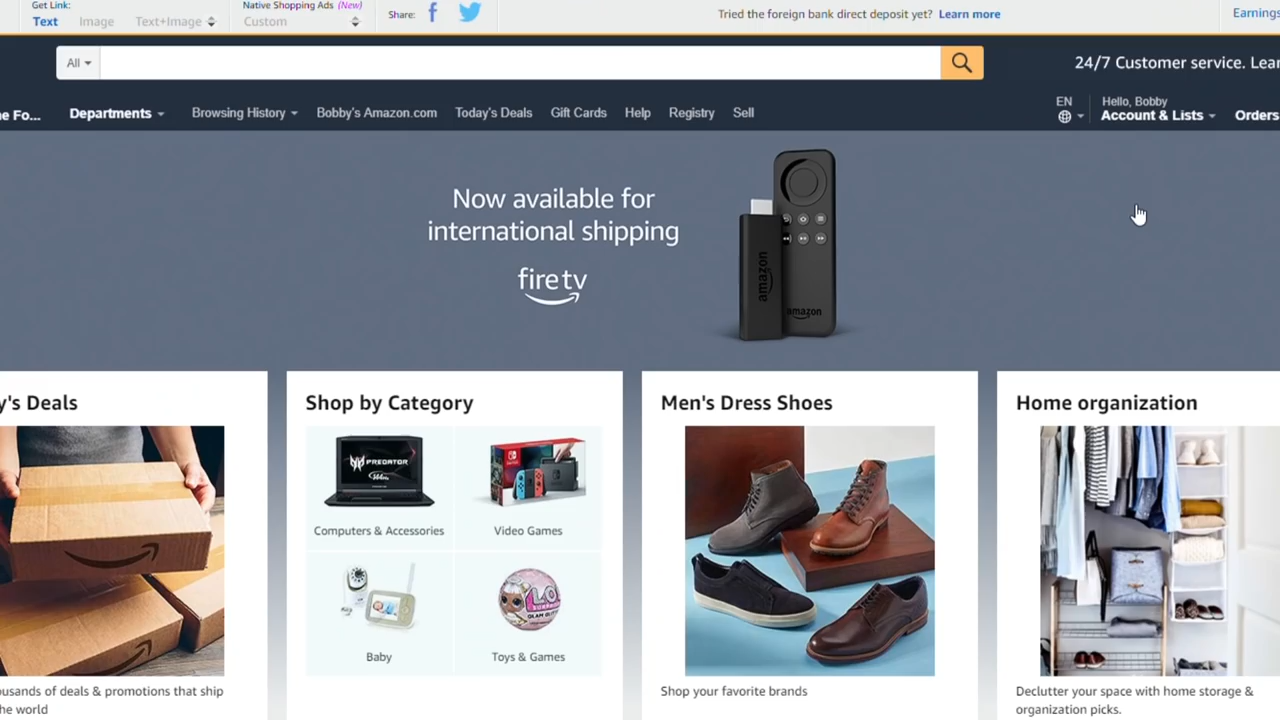 Get Link:
Text Image Text+Image
Native Shopping Ads (New)
Custom
Share:
Tried the foreign bank direct deposit yet? Learn more
Earnings
All
24/7 Customer service. Lear
e Fo...
Departments
Browsing History
Bobby's Amazon.com
Today's Deals
Gift Cards
Help
Registry
Sell
EN
Hello, Bobby
Account & Lists
Orders
Now available for
international shipping
fire tv
amazon
amazon
y's Deals
ousands of deals & promotions that ship
he world
Shop by Category
PREDATOR
Computers & Accessories
Video Games
Baby
Toys & Games
Men's Dress Shoes
Shop your favorite brands
Home organization
Declutter your space with home storage &
organization picks.